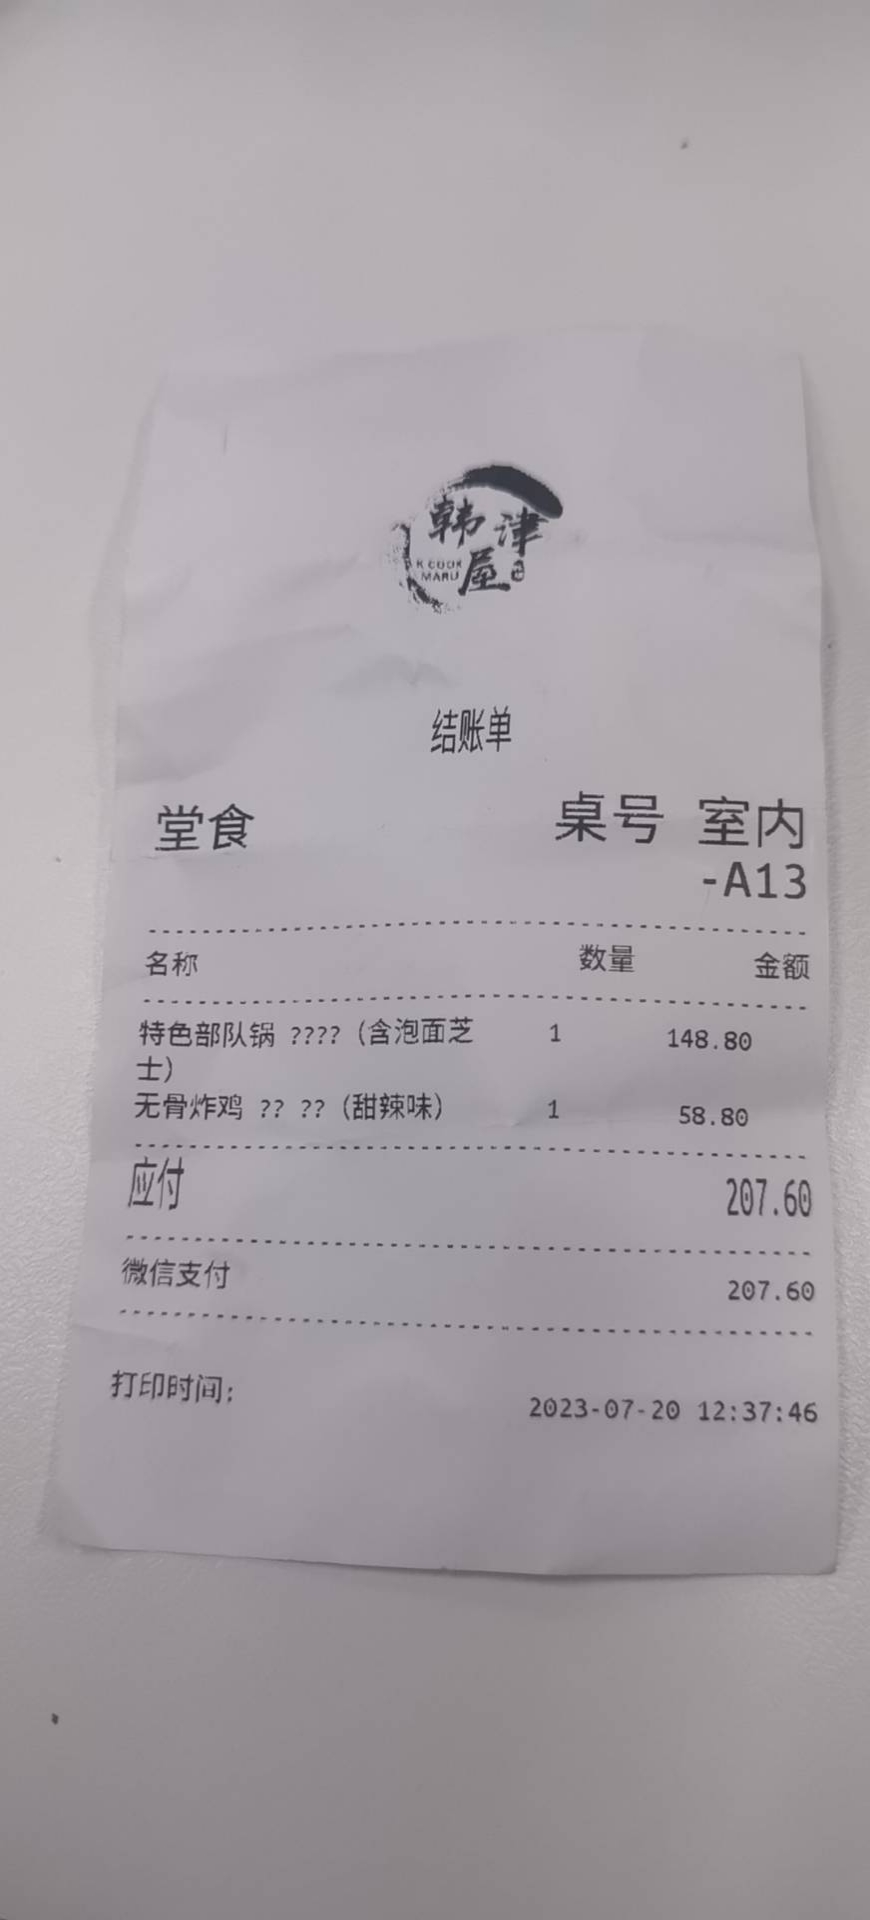 韩津
屋
K COOK
MARU
结账单
堂食 桌号 室内
-A13
名称 数量 金额
特色部队锅 ????（含泡面芝 1 148.80
士）
无骨炸鸡 ?? ??（甜辣味） 1 58.80
应付 207.60
微信支付 207.60
打印时间: 2023-07-20 12:37:46